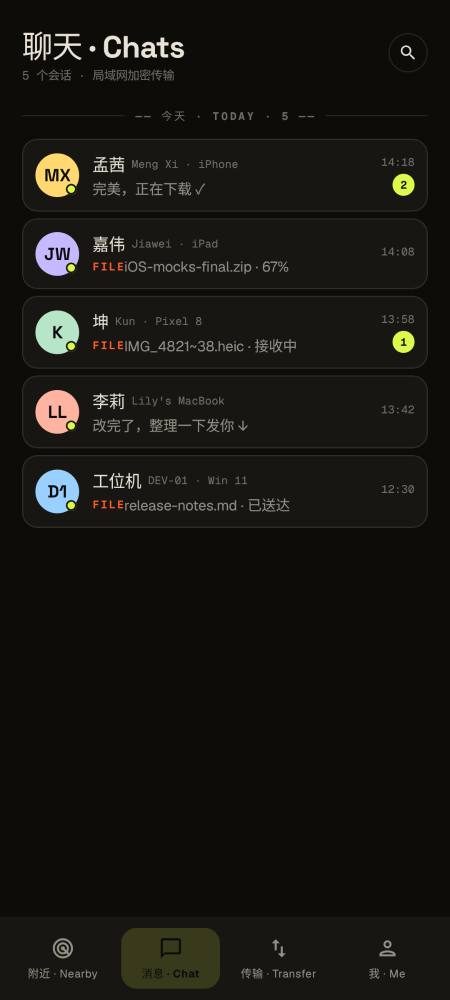 聊天 · Chats
5 个会话 · 局域网加密传输
—— 今天 · TODAY · 5 ——
MX 孟茜 Meng Xi · iPhone 14:18
完美，正在下载 ✓ 2
JW 嘉伟 Jiawei · iPad 14:08
FILE iOS-mocks-final.zip · 67%
K 坤 Kun · Pixel 8 13:58
FILE IMG_4821~38.heic · 接收中 1
LL 李莉 Lily's MacBook 13:42
改完了，整理一下发你 ↓
D1 工位机 DEV-01 · Win 11 12:30
FILE release-notes.md · 已送达
附近 · Nearby 消息 · Chat 传输 · Transfer 我 · Me